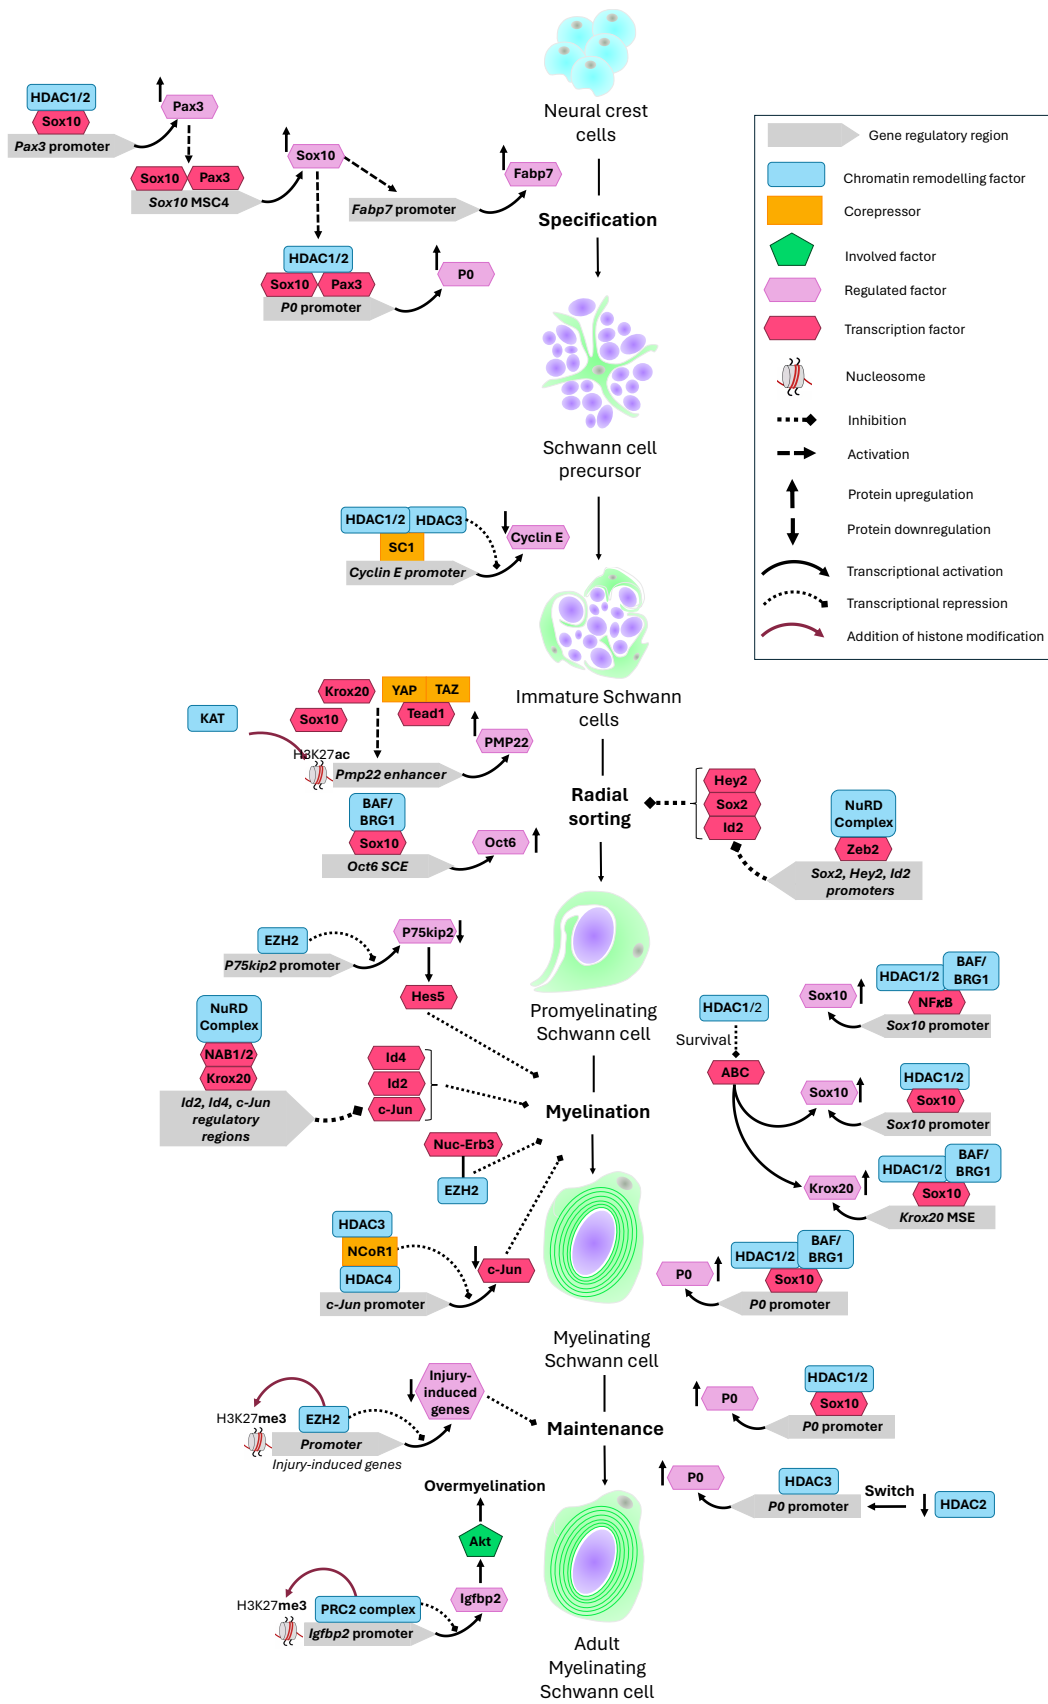 Neural crest
cells
HDAC1/2
Sox10
Pax3 promoter
Pax3
Sox10 Pax3
Sox10 MSC4
Sox10
Fabp7 promoter
Fabp7
Specification
HDAC1/2
Sox10 Pax3
P0 promoter
P0
Gene regulatory region
Chromatin remodelling factor
Corepressor
Involved factor
Regulated factor
Transcription factor
Nucleosome
Inhibition
Activation
Protein upregulation
Protein downregulation
Transcriptional activation
Transcriptional repression
Addition of histone modification
Schwann cell
precursor
HDAC1/2 HDAC3
SC1
Cyclin E promoter
Cyclin E
Immature Schwann
cells
KAT
Krox20
Sox10
YAP TAZ
Tead1
H3K27ac
Pmp22 enhancer
PMP22
BAF/
BRG1
Sox10
Oct6 SCE
Oct6
Radial
sorting
Hey2
Sox2
Id2
NuRD
Complex
Zeb2
Sox2, Hey2, Id2
promoters
EZH2
P75kip2 promoter
P75kip2
Hes5
Promyelinating
Schwann cell
NuRD
Complex
NAB1/2
Krox20
Id2, Id4, c-Jun
regulatory
regions
Id4
Id2
c-Jun
Myelination
Nuc-Erb3
EZH2
HDAC1/2
Survival
ABC
Sox10
HDAC1/2
BAF/
BRG1
NFκB
Sox10 promoter
Sox10
HDAC1/2
Sox10
Sox10 promoter
Krox20
HDAC1/2
BAF/
BRG1
Sox10
Krox20 MSE
HDAC3
NCoR1
HDAC4
c-Jun promoter
c-Jun
P0
HDAC1/2
BAF/
BRG1
Sox10
P0 promoter
Myelinating
Schwann cell
H3K27me3
EZH2
Promoter
Injury-induced genes
Injury-
induced
genes
Maintenance
P0
HDAC1/2
Sox10
P0 promoter
P0
HDAC3
P0 promoter
Switch
HDAC2
Overmyelination
Akt
Igfbp2
H3K27me3
PRC2 complex
Igfbp2 promoter
Adult
Myelinating
Schwann cell